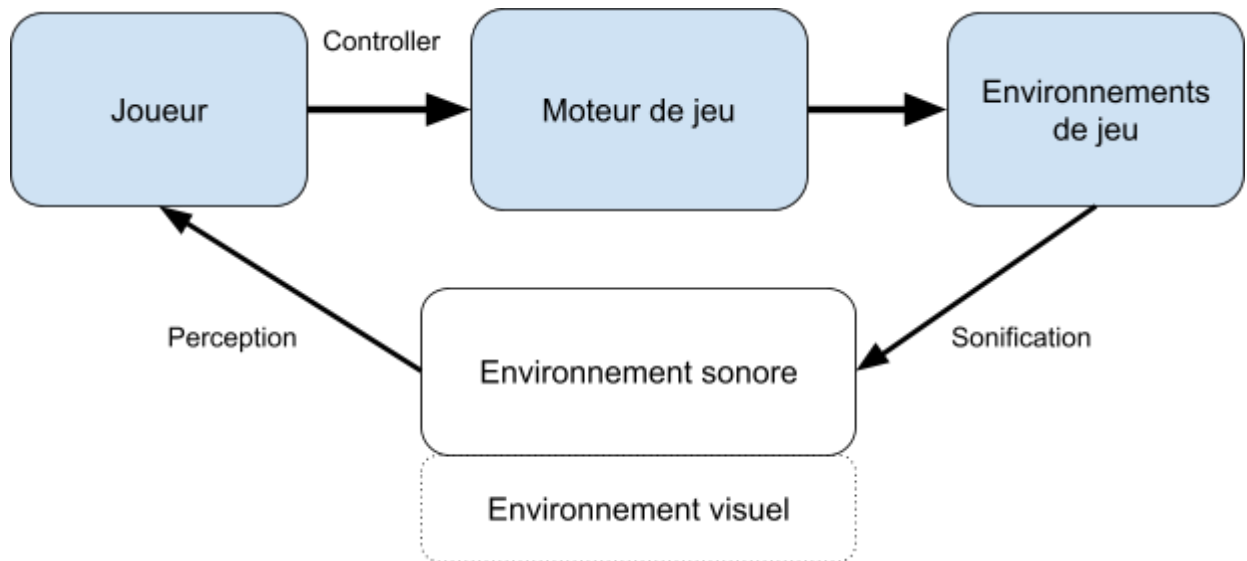 Controller
Joueur
Moteur de jeu
Environnements
de jeu
Perception
Sonification
Environnement sonore
Environnement visuel